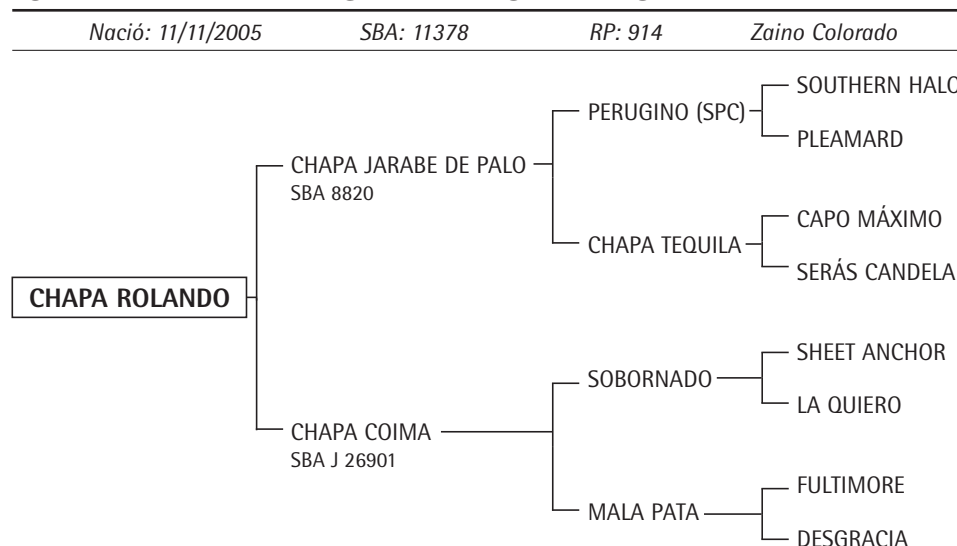 Nació: 11/11/2005 SBA: 11378 RP: 914 Zaino Colorado
SOUTHERN HALO
PERUGINO (SPC)
PLEAMARD
CHAPA JARABE DE PALO
SBA 8820
CAPO MÁXIMO
CHAPA TEQUILA
SERÁS CANDELA
CHAPA ROLANDO
SHEET ANCHOR
SOBORNADO
LA QUIERO
CHAPA COIMA
SBA J 26901
FULTIMORE
MALA PATA
DESGRACIA